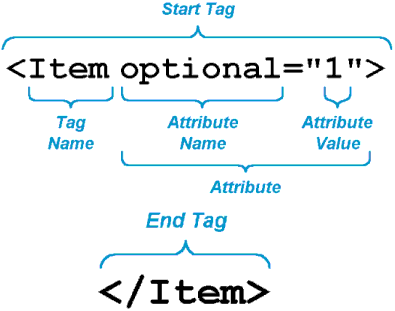 Start Tag
<Item optional="1">
Tag Name
Attribute Name
Attribute Value
Attribute
End Tag
</Item>